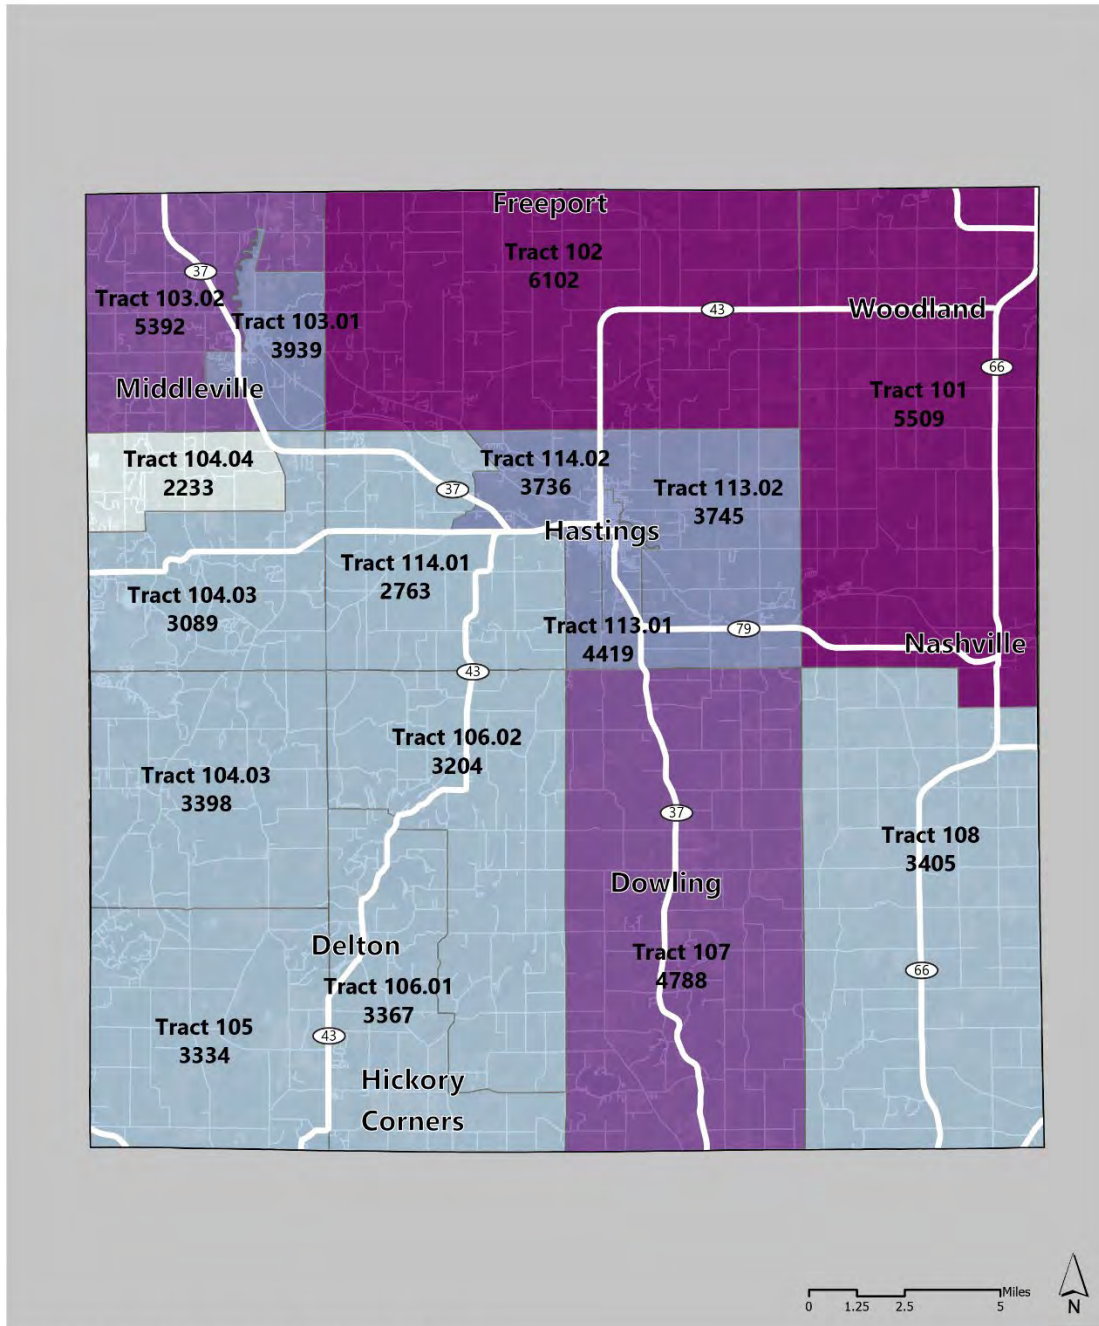 Freeport
Tract 102
6102
37
Tract 103.02
5392
Tract 103.01
3939
43
Woodland
66
Tract 101
5509
Middleville
Tract 104.04
2233
37
Tract 114.02
3736
Tract 113.02
3745
Hastings
Tract 114.01
2763
Tract 104.03
3089
Tract 113.01
4419
79
Nashville
43
Tract 106.02
3204
Tract 104.03
3398
37
Tract 108
3405
Dowling
Delton
Tract 107
4788
66
Tract 106.01
3367
Tract 105
3334
43
Hickory
Corners
Miles
0 1.25 2.5 5
N